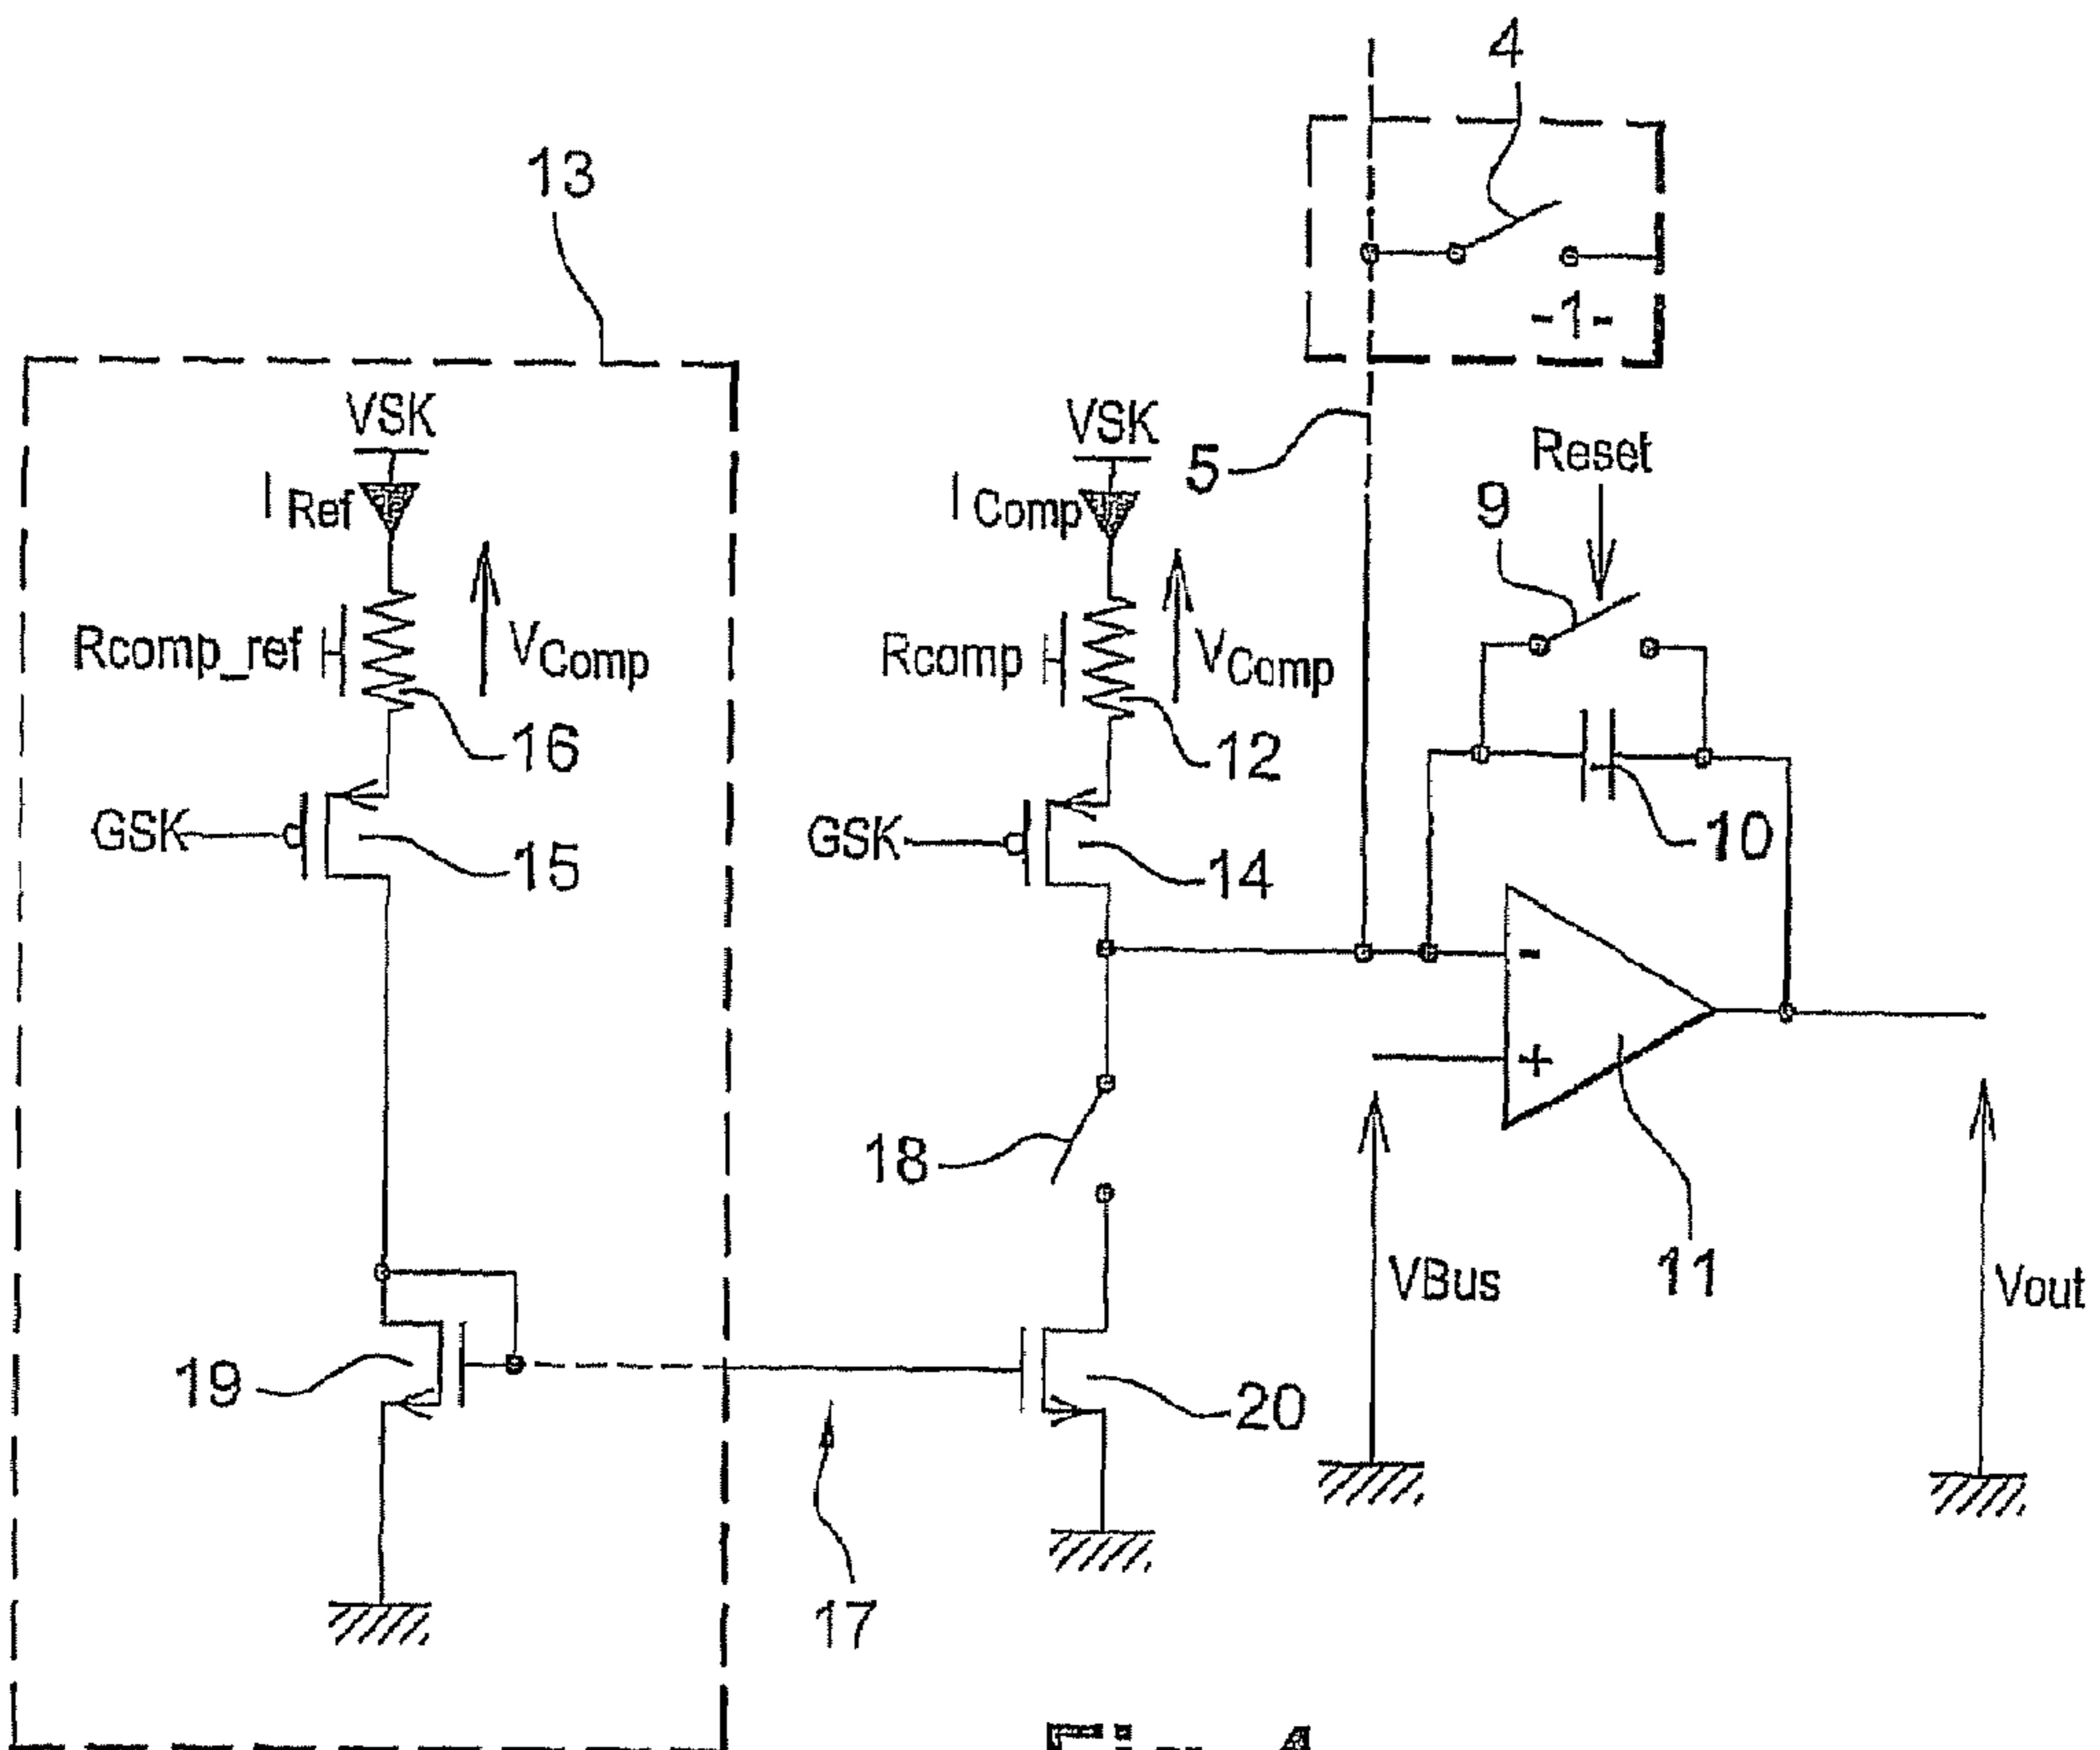 4
13
-1-
VSK
VSK
5
Reset
I Ref
I Comp
9
Rcomp_ref
VComp
Rcomp
VComp
16
12
GSK
15
GSK
14
10
-
+
18
VBus
11
Vout
19
20
17